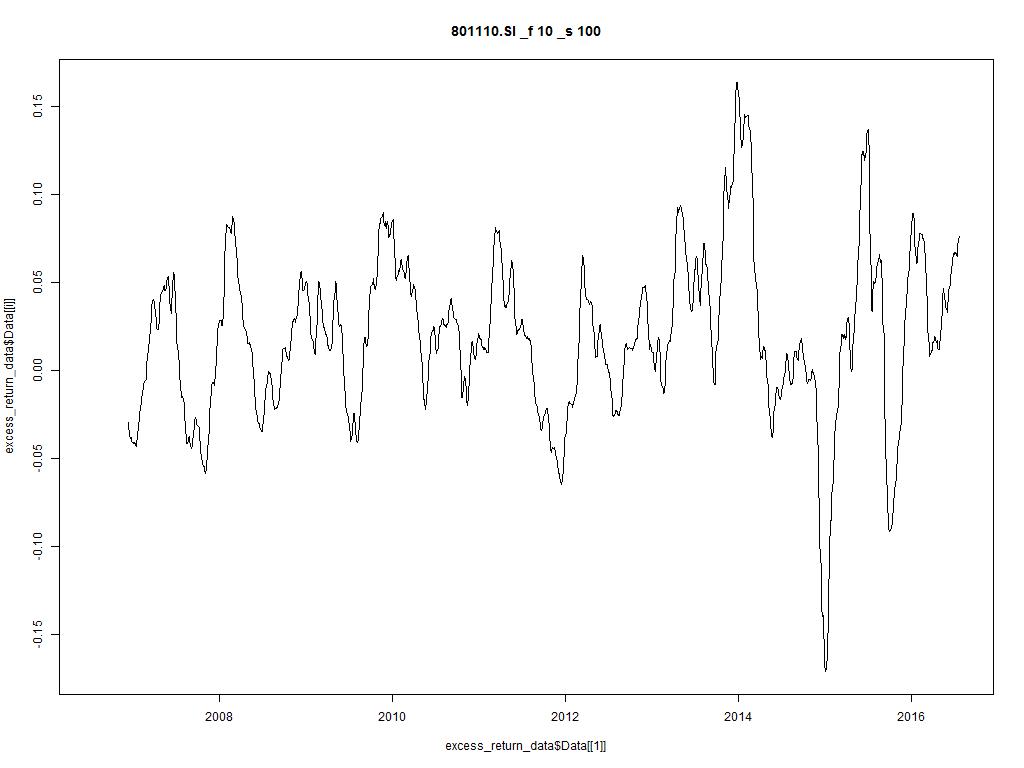 801110.SI _f 10 _s 100
excess_return_data$Data[[i]]
0.15
0.10
0.05
0.00
-0.05
-0.10
-0.15
2008 2010 2012 2014 2016
excess_return_data$Data[[1]]